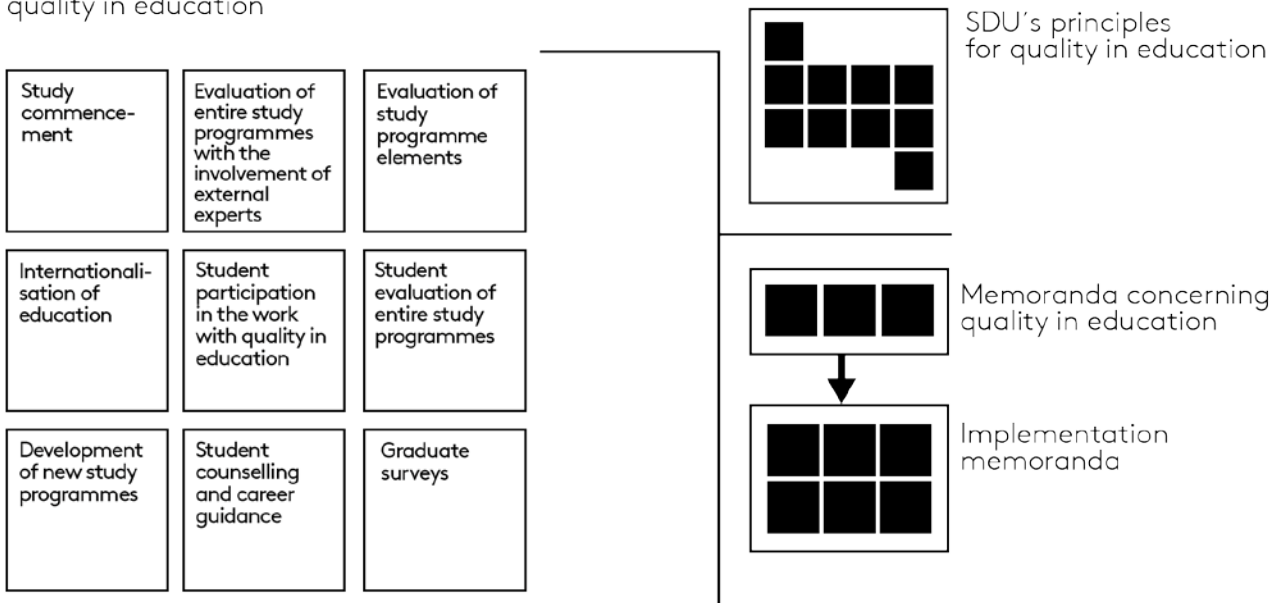 quality in education
Study
commence-
ment
Evaluation of
entire study
programmes
with the
involvement of
external
experts
Evaluation of
study
programme
elements
Internationali-
sation of
education
Student
participation
in the work
with quality in
education
Student
evaluation of
entire study
programmes
Development
of new study
programmes
Student
counselling
and career
guidance
Graduate
surveys
SDU´s principles
for quality in education
Memoranda concerning
quality in education
Implementation
memoranda